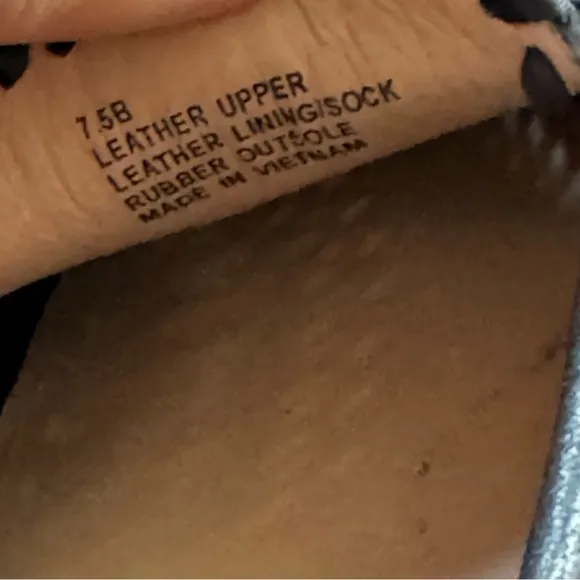 7.5B
LEATHER UPPER
LEATHER LINING/SOCK
RUBBER OUTSOLE
MADE IN VIETNAM